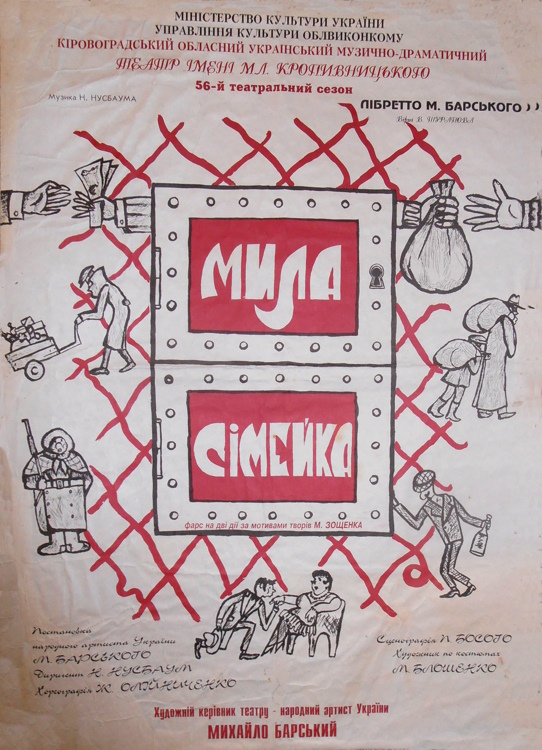 МІНІСТЕРСТВО КУЛЬТУРИ УКРАЇНИ
УПРАВЛІННЯ КУЛЬТУРИ ОБЛВИКОНКОМУ
КІРОВОГРАДСЬКИЙ ОБЛАСНИЙ УКРАЇНСЬКИЙ МУЗИЧНО-ДРАМАТИЧНИЙ
ТЕАТР ІМЕНІ М.Л. КРОПИВНИЦЬКОГО
56-й театральний сезон
Музика Н. НУСБАУМА
ЛІБРЕТТО М. БАРСЬКОГО
МИЛА
СІМЕЙКА
фарс на дві дії за мотивами творів М. ЗОЩЕНКА
Постановка
народного артиста України
М. БАРСЬКОГО
Диригент Н. НУСБАУМ
Хореографія Ж. ОЛІЙНИЧЕНКО
Сценографія П. БОСОГО
Художник по костюмах
М. БЛОШЕНКО
Художній керівник театру - народний артист України
МИХАЙЛО БАРСЬКИЙ